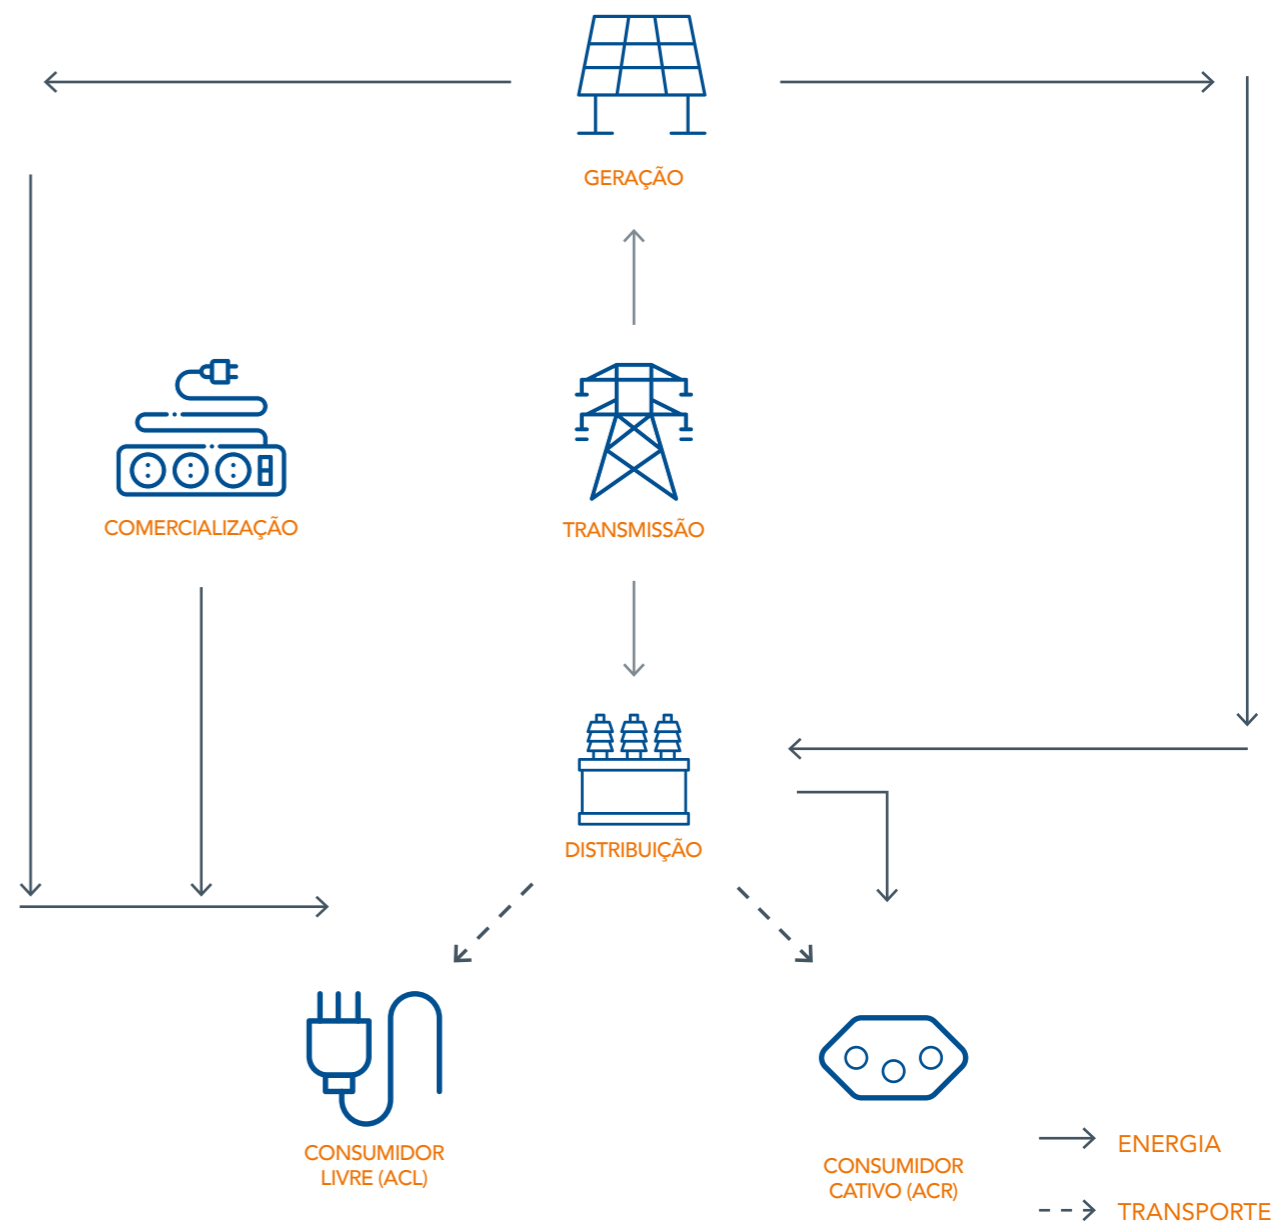 GERAÇÃO
COMERCIALIZAÇÃO
TRANSMISSÃO
DISTRIBUIÇÃO
CONSUMIDOR
LIVRE (ACL)
CONSUMIDOR
CATIVO (ACR)
ENERGIA
TRANSPORTE